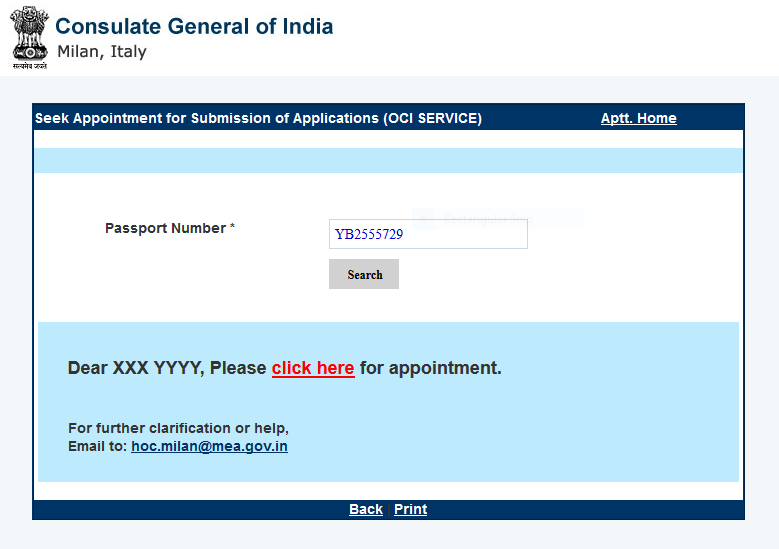 Consulate General of India
Milan, Italy
सत्यमेव जयते
Seek Appointment for Submission of Applications (OCI SERVICE) Aptt. Home
Passport Number * YB2555729
Search
Dear XXX YYYY, Please click here for appointment.
For further clarification or help,
Email to: hoc.milan@mea.gov.in
Back | Print